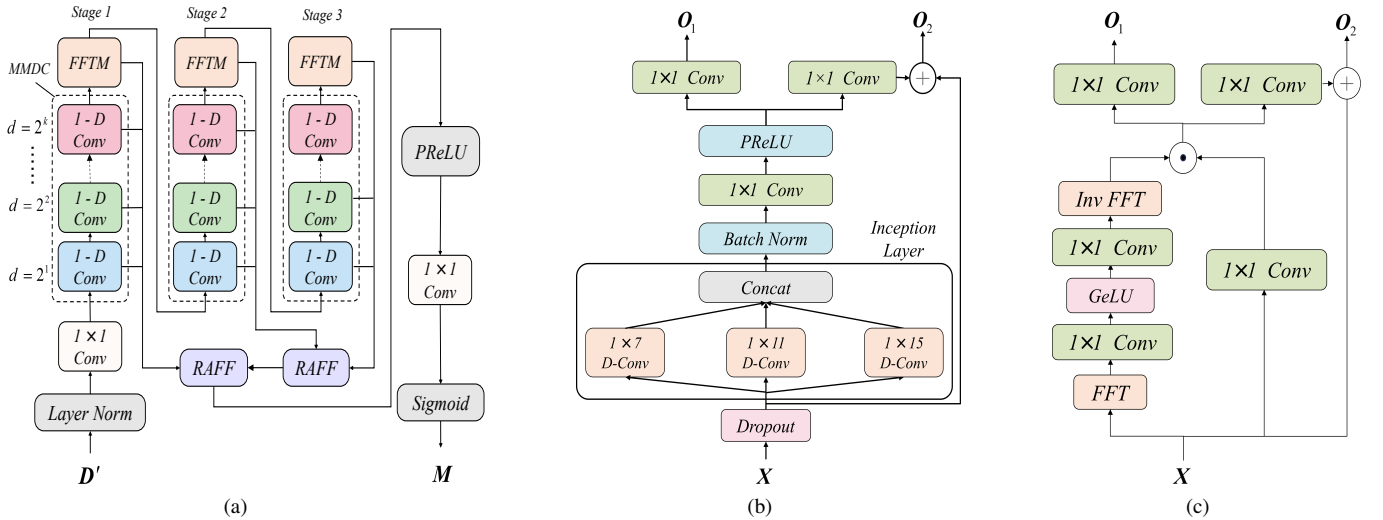 Stage 1
Stage 2
Stage 3
FFTM
FFTM
FFTM
MMDC
d = 2^k
1 - D
Conv
1 - D
Conv
1 - D
Conv
d = 2^2
1 - D
Conv
1 - D
Conv
1 - D
Conv
d = 2^1
1 - D
Conv
1 - D
Conv
1 - D
Conv
1 × 1
Conv
RAFF
RAFF
Layer Norm
D'
PReLU
1 × 1
Conv
Sigmoid
M
(a)
O_1
O_2
1×1 Conv
1×1 Conv
+
PReLU
1×1 Conv
Batch Norm
Inception
Layer
Concat
1 × 7
D-Conv
1 × 11
D-Conv
1 × 15
D-Conv
Dropout
X
(b)
O_1
O_2
1×1 Conv
1×1 Conv
+
Inv FFT
1×1 Conv
1×1 Conv
GeLU
1×1 Conv
FFT
X
(c)